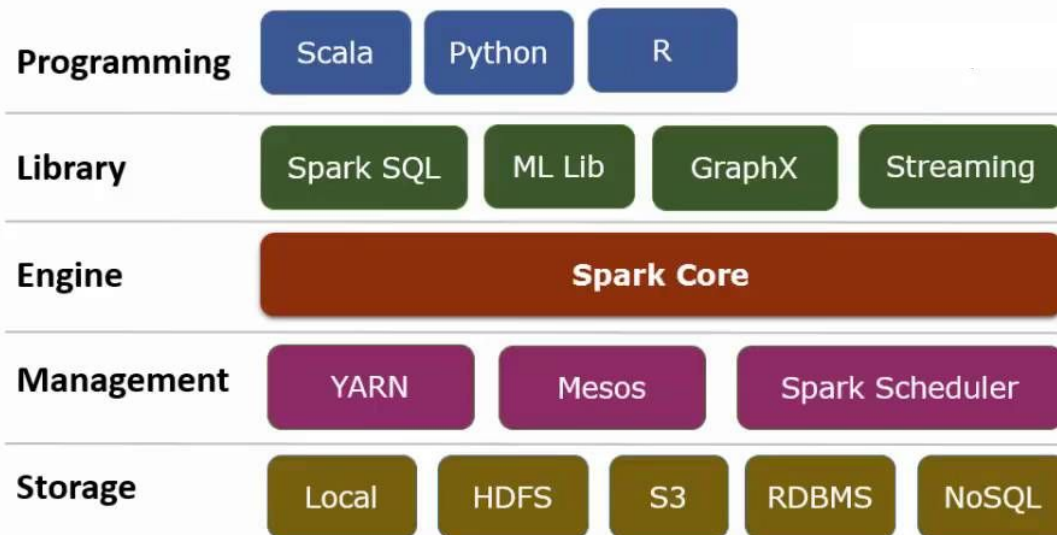 Programming
Scala
Python
R
Library
Spark SQL
ML Lib
GraphX
Streaming
Engine
Spark Core
Management
YARN
Mesos
Spark Scheduler
Storage
Local
HDFS
S3
RDBMS
NoSQL